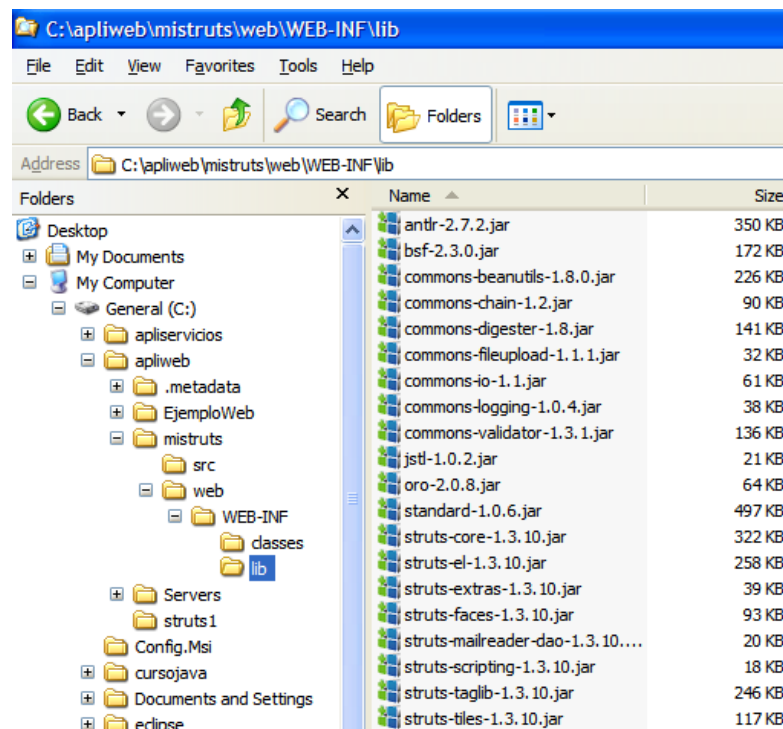 C:\apliweb\mistruts\web\WEB-INF\lib
File Edit View Favorites Tools Help
Back Search Folders
Address C:\apliweb\mistruts\web\WEB-INF\lib
Folders
Desktop
My Documents
My Computer
General (C:)
apliservicios
apliweb
.metadata
EjemploWeb
mistruts
src
web
WEB-INF
classes
lib
Servers
struts1
Config.Msi
cursojava
Documents and Settings
eclipse
Name Size
antlr-2.7.2.jar 350 KB
bsf-2.3.0.jar 172 KB
commons-beanutils-1.8.0.jar 226 KB
commons-chain-1.2.jar 90 KB
commons-digester-1.8.jar 141 KB
commons-fileupload-1.1.1.jar 32 KB
commons-io-1.1.jar 61 KB
commons-logging-1.0.4.jar 38 KB
commons-validator-1.3.1.jar 136 KB
jstl-1.0.2.jar 21 KB
oro-2.0.8.jar 64 KB
standard-1.0.6.jar 497 KB
struts-core-1.3.10.jar 322 KB
struts-el-1.3.10.jar 258 KB
struts-extras-1.3.10.jar 39 KB
struts-faces-1.3.10.jar 93 KB
struts-mailreader-dao-1.3.10.... 20 KB
struts-scripting-1.3.10.jar 18 KB
struts-taglib-1.3.10.jar 246 KB
struts-tiles-1.3.10.jar 117 KB